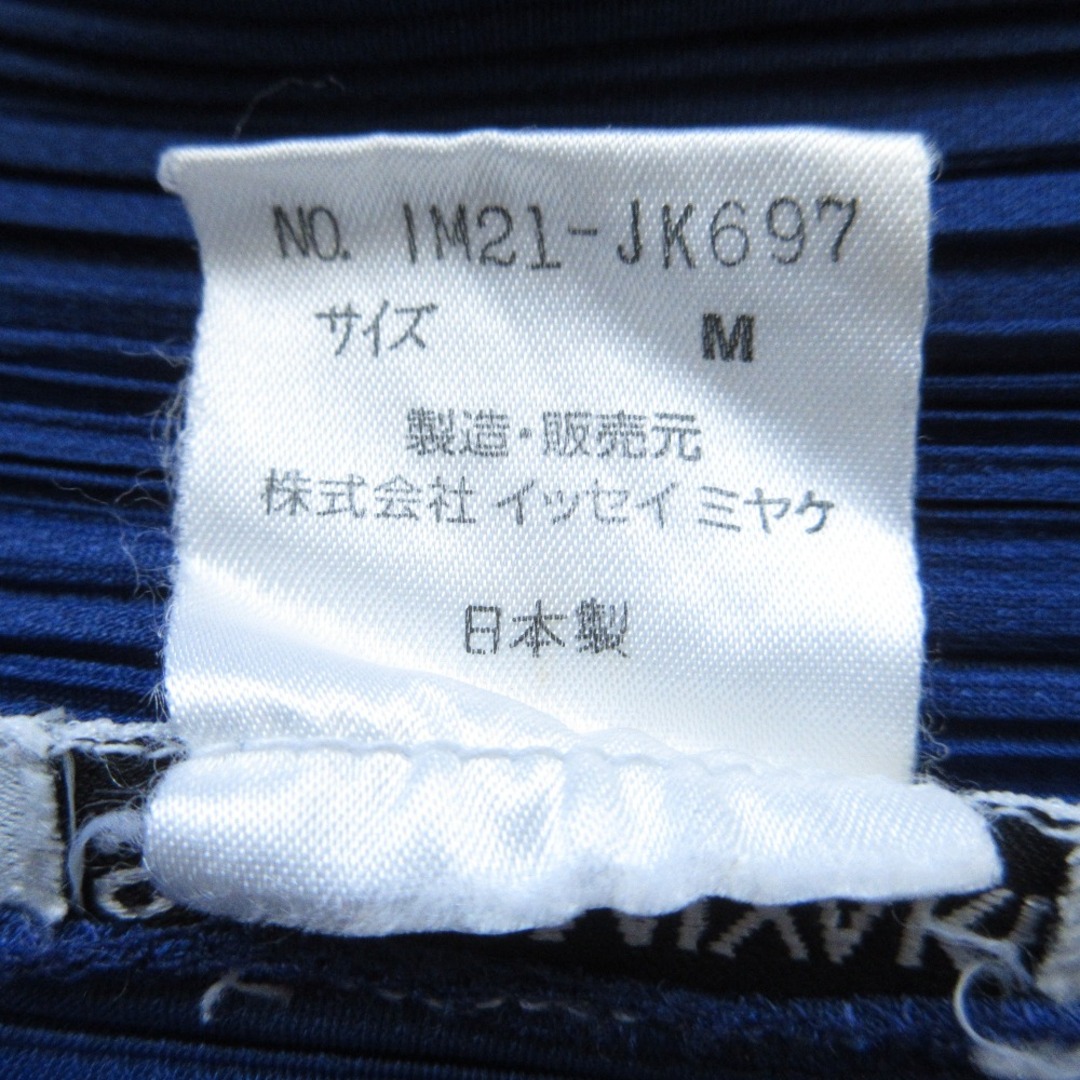 NO. IM21-JK697
サイズ M
製造・販売元
株式会社 イッセイ ミヤケ
日本製